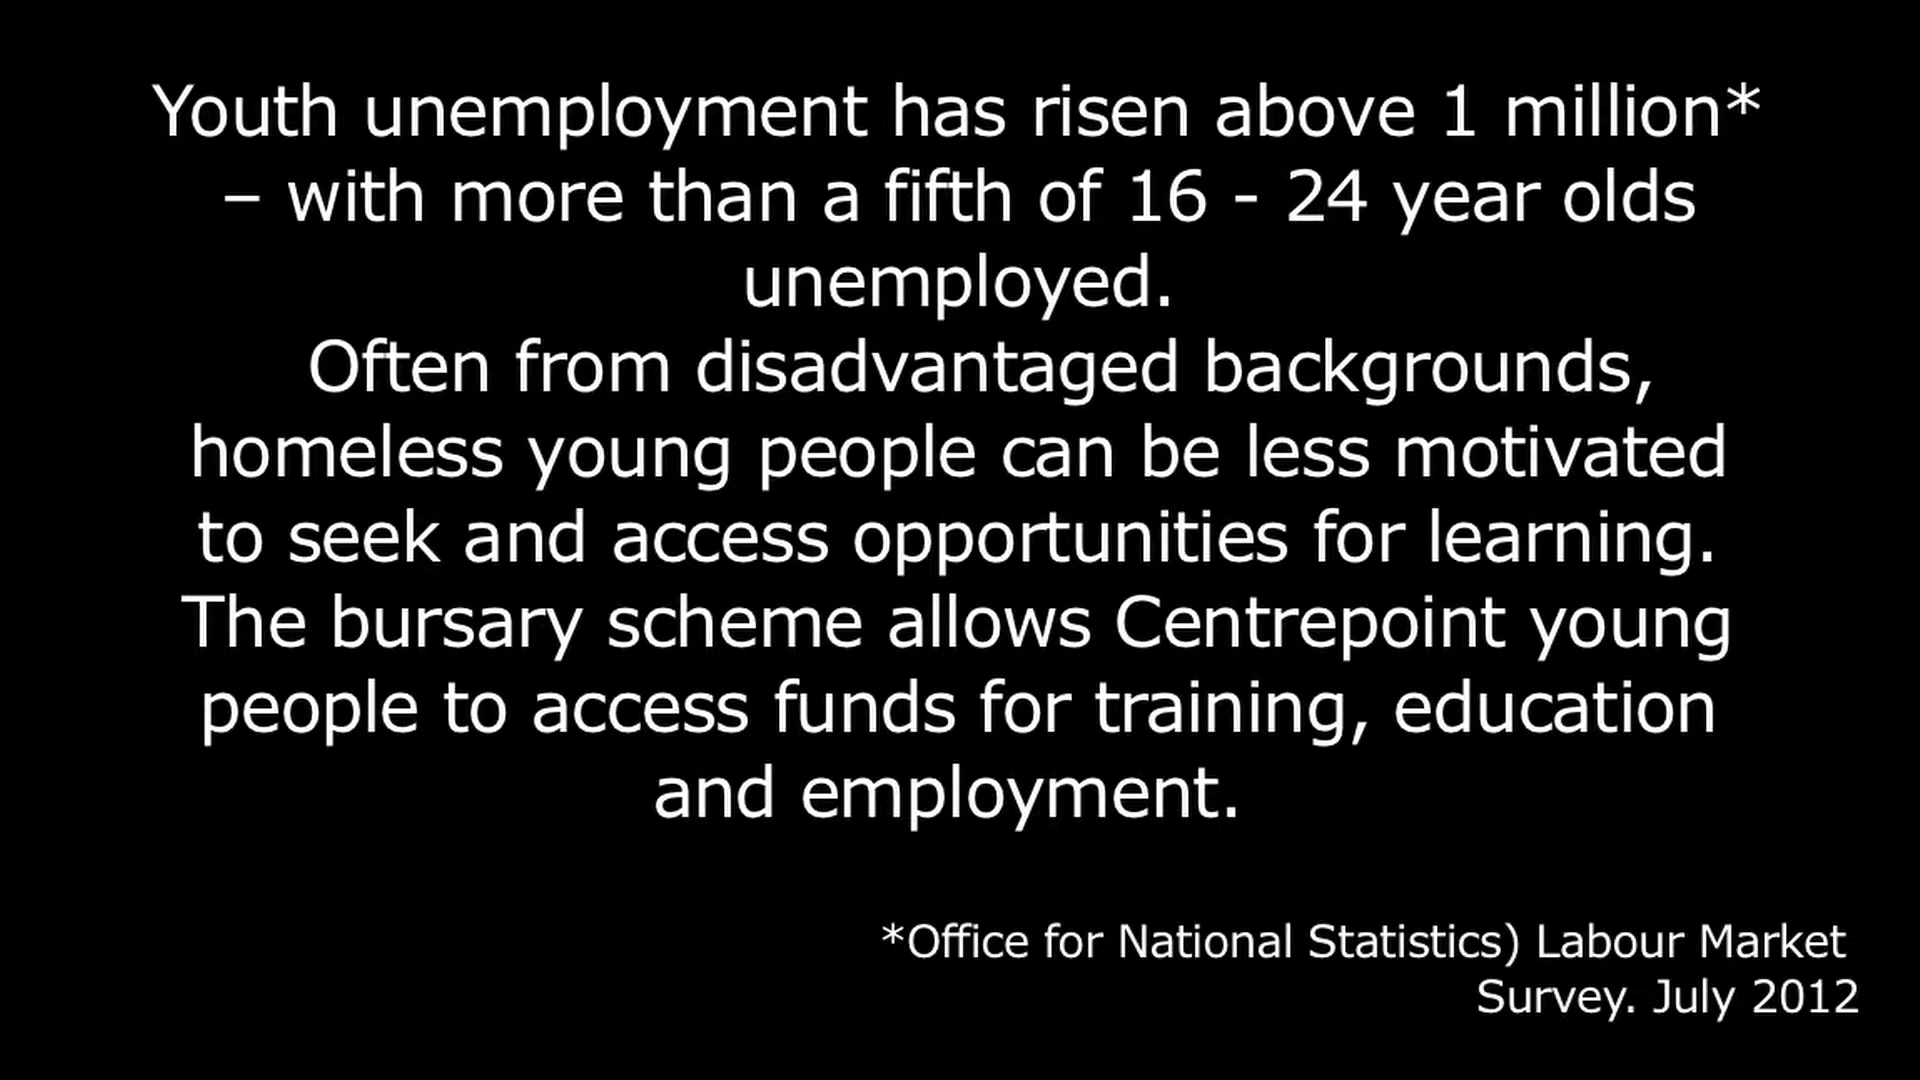 Youth unemployment has risen above 1 million*
– with more than a fifth of 16 - 24 year olds
unemployed.
Often from disadvantaged backgrounds,
homeless young people can be less motivated
to seek and access opportunities for learning.
The bursary scheme allows Centrepoint young
people to access funds for training, education
and employment.
*Office for National Statistics) Labour Market
Survey. July 2012